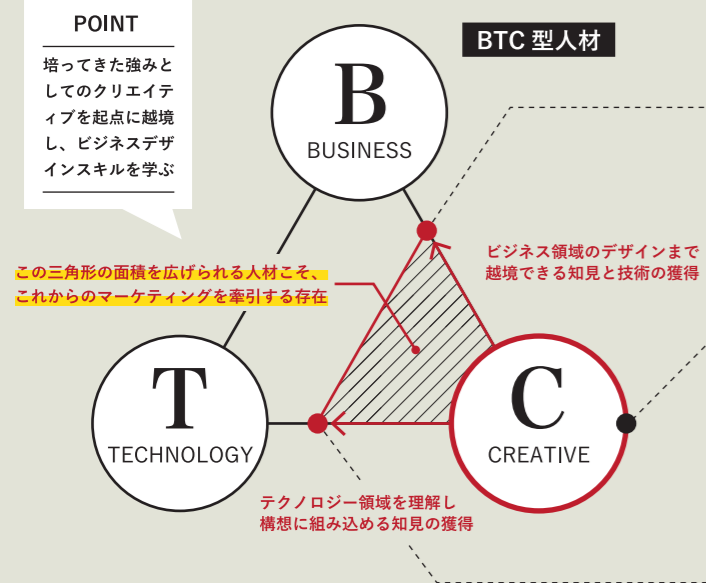 POINT
培ってきた強みと
してのクリエイテ
ィブを起点に越境
し、ビジネスデザ
インスキルを学ぶ
BTC 型人材
B
BUSINESS
この三角形の面積を広げられる人材こそ、
これからのマーケティングを牽引する存在
ビジネス領域のデザインまで
越境できる知見と技術の獲得
T
TECHNOLOGY
C
CREATIVE
テクノロジー領域を理解し
構想に組み込める知見の獲得